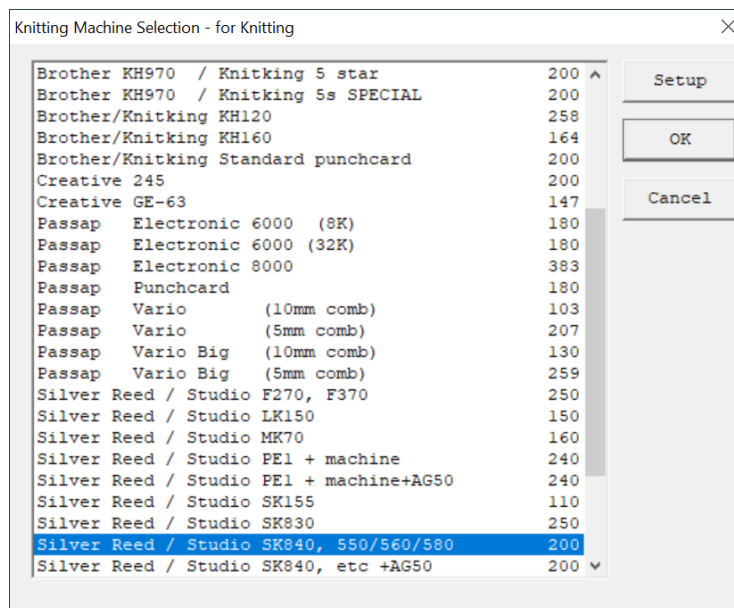 Knitting Machine Selection - for Knitting
Brother KH970  / Knitking 5 star 200
Brother KH970  / Knitking 5s SPECIAL 200
Brother/Knitking KH120 258
Brother/Knitking KH160 164
Brother/Knitking Standard punchcard 200
Creative 245 200
Creative GE-63 147
Passap   Electronic 6000  (8K) 180
Passap   Electronic 6000 (32K) 180
Passap   Electronic 8000 383
Passap   Punchcard 180
Passap   Vario       (10mm comb) 103
Passap   Vario       (5mm comb) 207
Passap   Vario Big   (10mm comb) 130
Passap   Vario Big   (5mm comb) 259
Silver Reed / Studio F270, F370 250
Silver Reed / Studio LK150 150
Silver Reed / Studio MK70 160
Silver Reed / Studio PE1 + machine 240
Silver Reed / Studio PE1 + machine+AG50 240
Silver Reed / Studio SK155 110
Silver Reed / Studio SK830 250
Silver Reed / Studio SK840, 550/560/580 200
Silver Reed / Studio SK840, etc +AG50 200
Setup
OK
Cancel